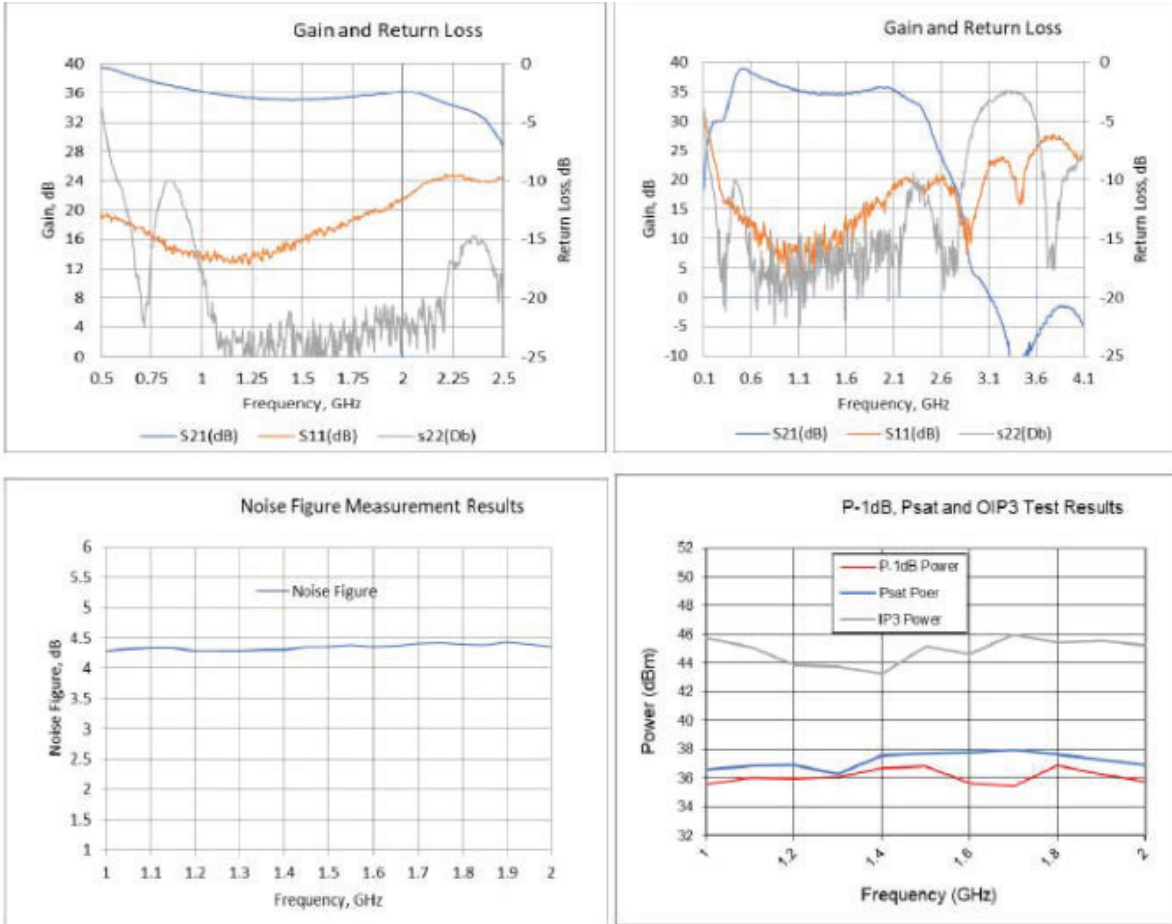 Gain and Return Loss
40
36
32
28
24
20
16
12
8
4
0
Gain, dB
0
-5
-10
-15
-20
-25
Return Loss, dB
0.5 0.75 1 1.25 1.5 1.75 2 2.25 2.5
Frequency, GHz
S21(dB) S11(dB) s22(Db)
Gain and Return Loss
40
35
30
25
20
15
10
5
0
-5
-10
Gain, dB
0
-5
-10
-15
-20
-25
Return Loss, dB
0.1 0.6 1.1 1.6 2.1 2.6 3.1 3.6 4.1
Frequency, GHz
S21(dB) S11(dB) s22(Db)
Noise Figure Measurement Results
6
5.5
5
4.5
4
3.5
3
2.5
2
1.5
1
Noise Figure, dB
Noise Figure
1 1.1 1.2 1.3 1.4 1.5 1.6 1.7 1.8 1.9 2
Frequency, GHz
P-1dB, Psat and OIP3 Test Results
52
50
48
46
44
42
40
38
36
34
32
Power (dBm)
P-1dB Power
Psat Poer
IP3 Power
1 1.2 1.4 1.6 1.8 2
Frequency (GHz)